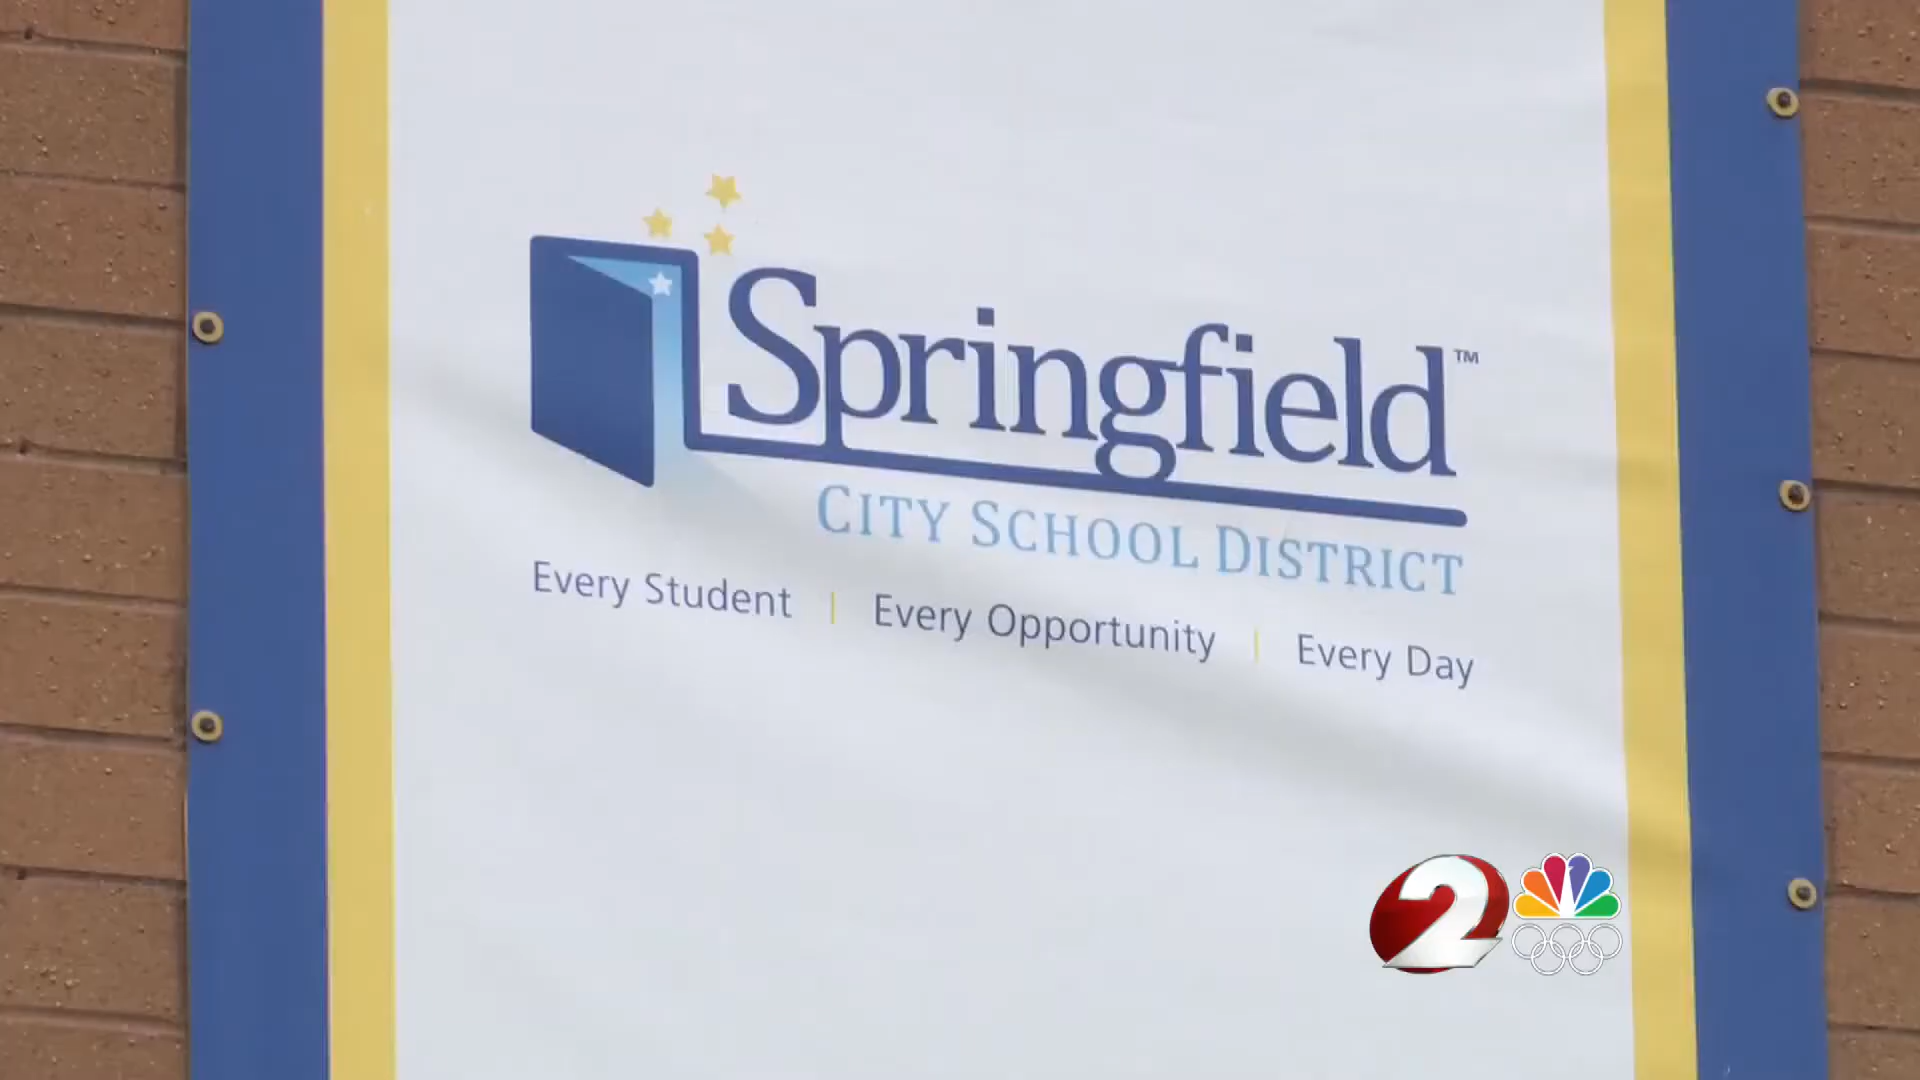 Springfield™
CITY SCHOOL DISTRICT
Every Student | Every Opportunity | Every Day
2